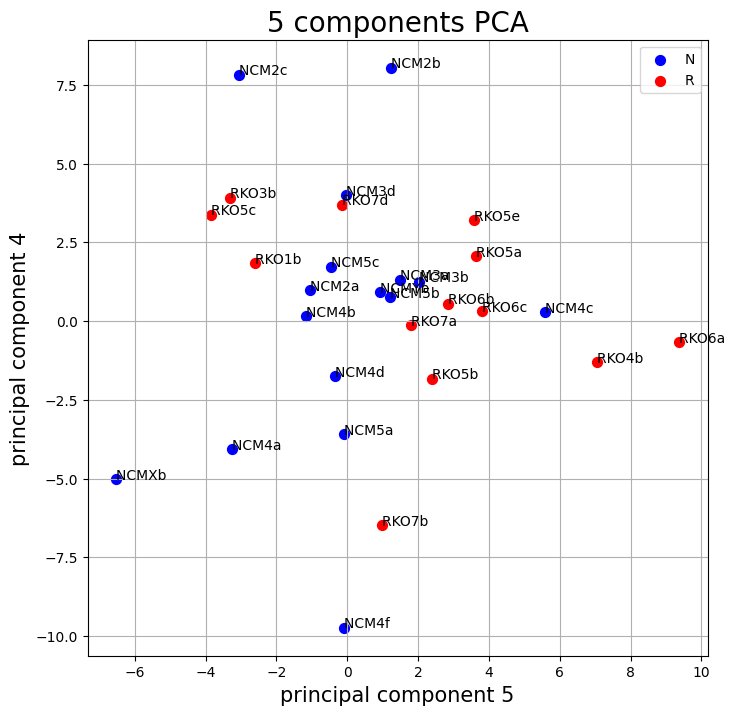 5 components PCA
N
R
NCM2c
NCM2b
7.5
5.0
RKO3b
NCM3d
RKO7d
RKO5c
RKO5e
2.5
RKO5a
RKO1b
NCM5c
NCM3a
NCM3b
NCM2a
NCM5b
RKO6b
NCM4b
RKO6c
NCM4c
0.0
RKO7a
RKO6a
RKO4b
NCM4d
RKO5b
−2.5
NCM5a
NCM4a
NCMXb
−5.0
RKO7b
−7.5
NCM4f
−10.0
−6 −4 −2 0 2 4 6 8 10
principal component 5
principal component 4